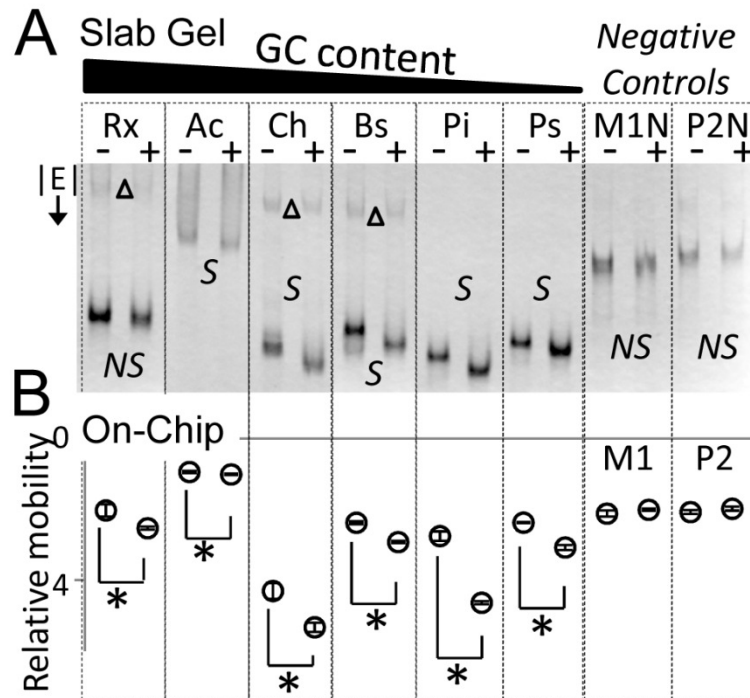 A Slab Gel GC content Negative Controls
Rx Ac Ch Bs Pi Ps M1N P2N
- + - + - + - + - + - + - + - +
|E| Δ Δ Δ
S S S S
NS S NS NS
B On-Chip
0 M1 P2
Relative mobility
4
* * * * * *